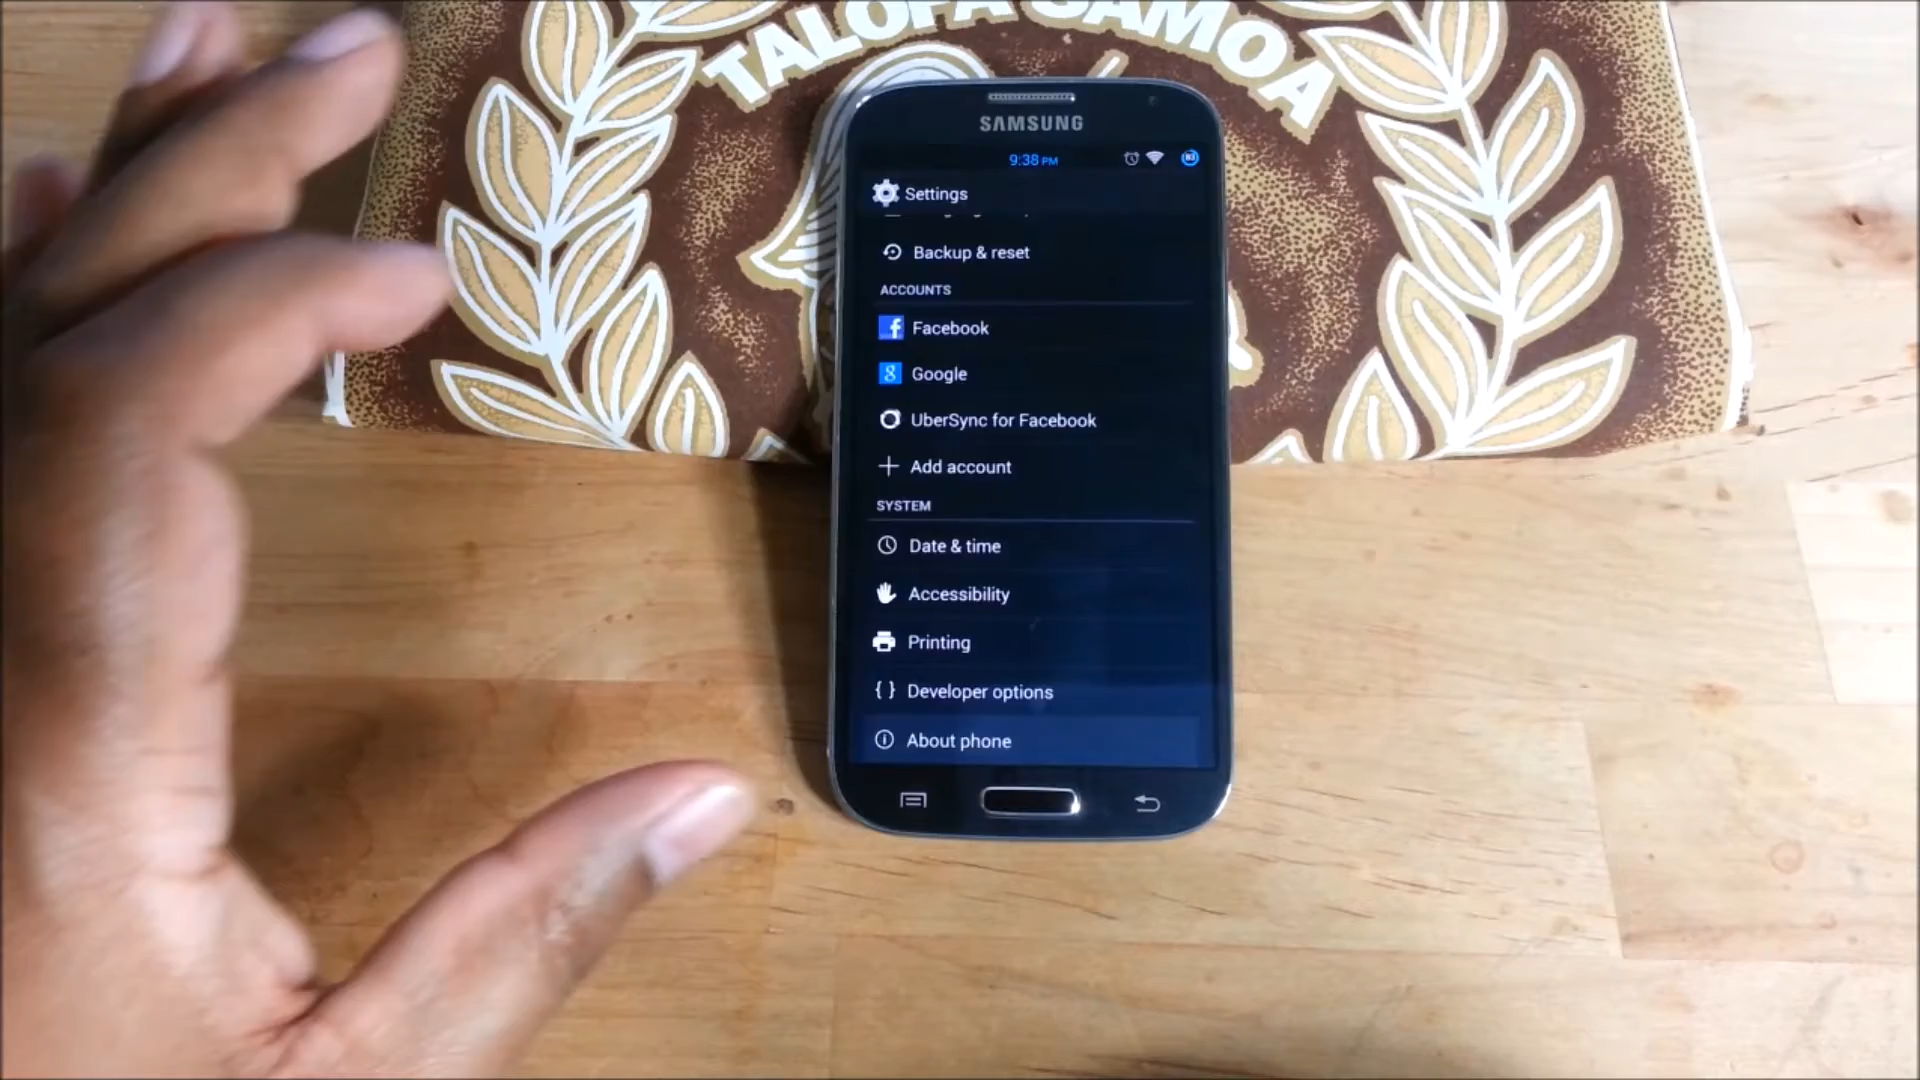 TALOFA SAMOA
SAMSUNG
9:38 PM
Settings
Backup & reset
ACCOUNTS
Facebook
Google
UberSync for Facebook
Add account
SYSTEM
Date & time
Accessibility
Printing
Developer options
About phone